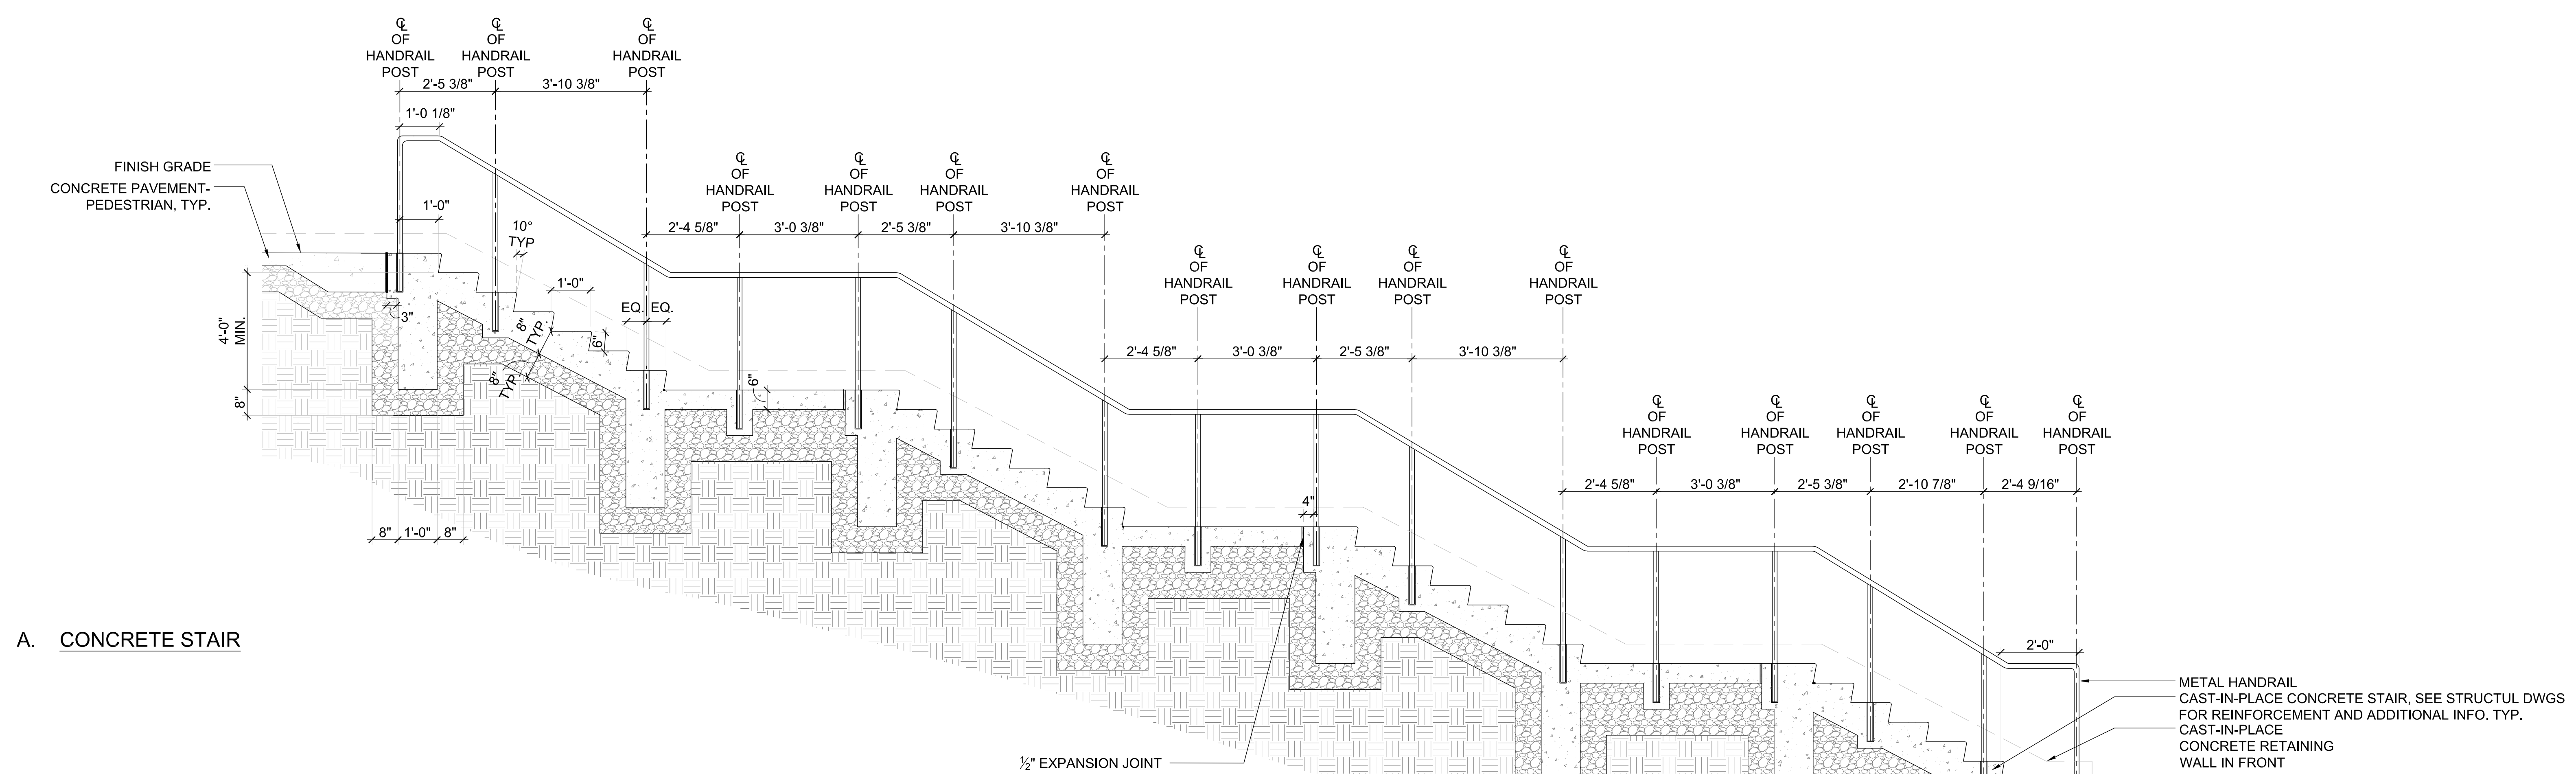 ℄
OF
HANDRAIL
POST
℄
OF
HANDRAIL
POST
℄
OF
HANDRAIL
POST
2'-5 3/8"
3'-10 3/8"
1'-0 1/8"
FINISH GRADE
CONCRETE PAVEMENT-
PEDESTRIAN, TYP.
1'-0"
10°
TYP
1'-0"
EQ.
EQ.
3"
8"
TYP.
6"
8"
TYP.
4'-0"
MIN.
8"
8"
1'-0"
8"
℄
OF
HANDRAIL
POST
℄
OF
HANDRAIL
POST
℄
OF
HANDRAIL
POST
℄
OF
HANDRAIL
POST
2'-4 5/8"
3'-0 3/8"
2'-5 3/8"
3'-10 3/8"
6"
℄
OF
HANDRAIL
POST
℄
OF
HANDRAIL
POST
℄
OF
HANDRAIL
POST
℄
OF
HANDRAIL
POST
2'-4 5/8"
3'-0 3/8"
2'-5 3/8"
3'-10 3/8"
4"
℄
OF
HANDRAIL
POST
℄
OF
HANDRAIL
POST
℄
OF
HANDRAIL
POST
℄
OF
HANDRAIL
POST
℄
OF
HANDRAIL
POST
2'-4 5/8"
3'-0 3/8"
2'-5 3/8"
2'-10 7/8"
2'-4 9/16"
2'-0"
METAL HANDRAIL
CAST-IN-PLACE CONCRETE STAIR, SEE STRUCTUL DWGS
FOR REINFORCEMENT AND ADDITIONAL INFO. TYP.
CAST-IN-PLACE
CONCRETE RETAINING
WALL IN FRONT
½" EXPANSION JOINT
A. CONCRETE STAIR